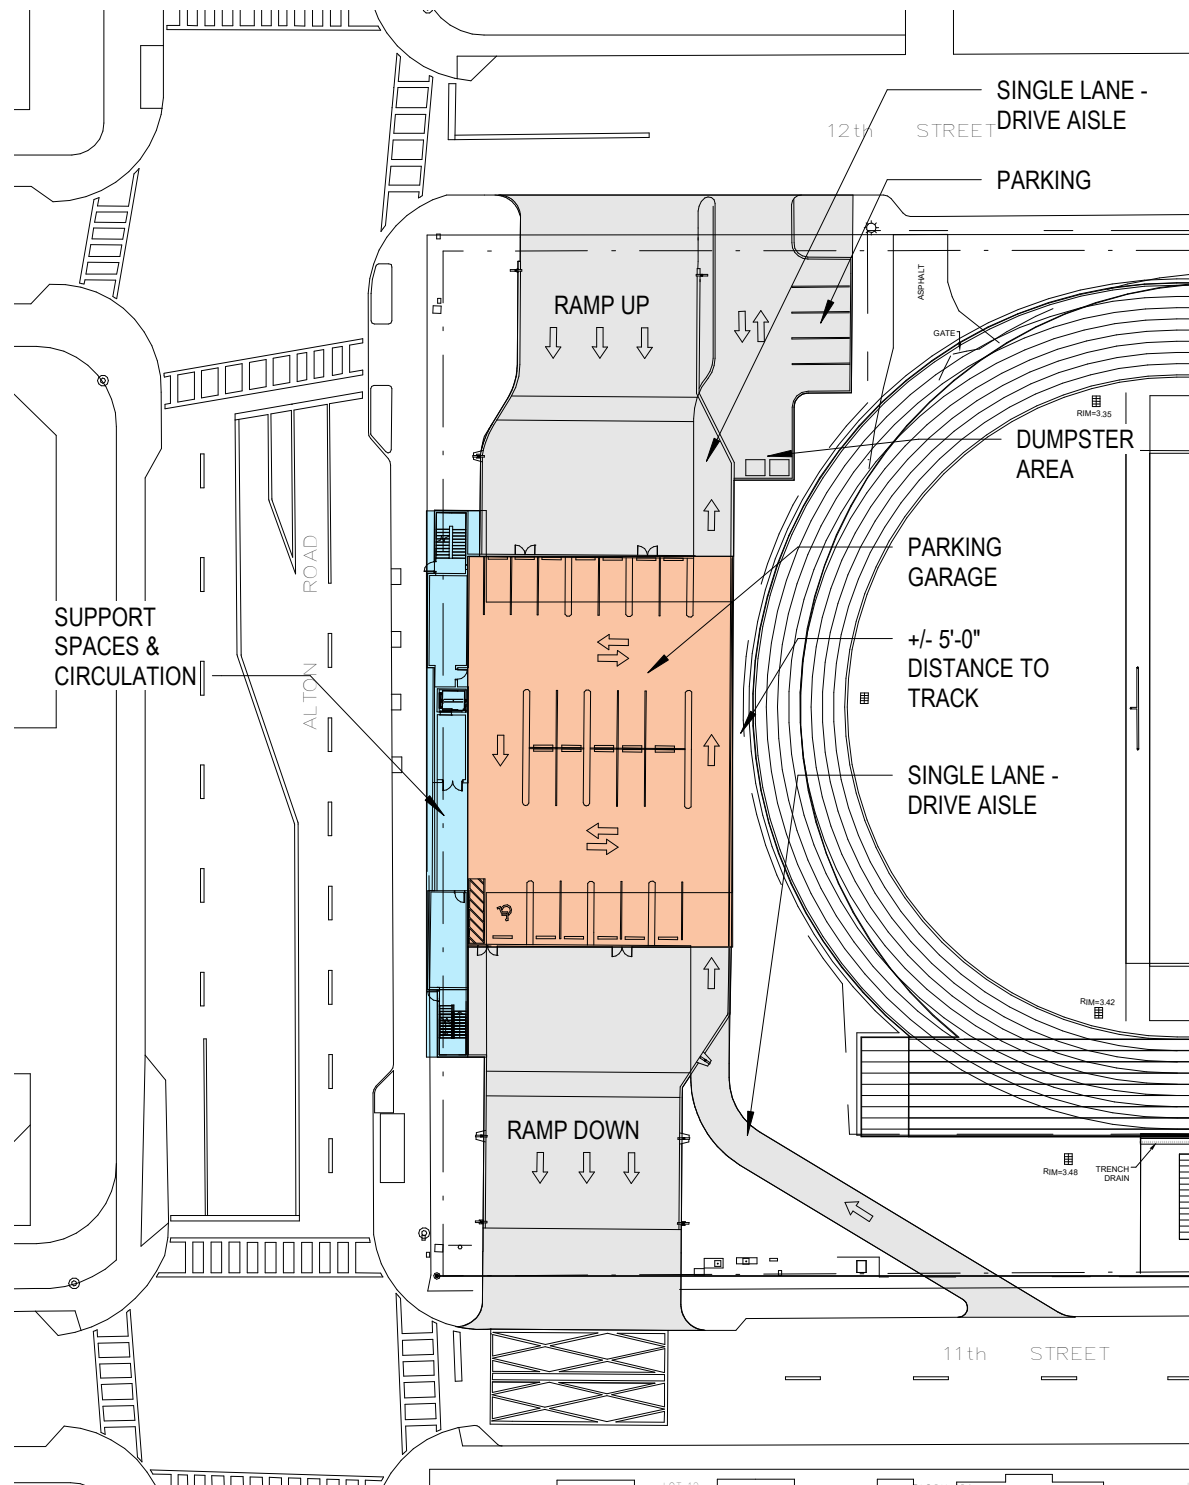 SINGLE LANE -
DRIVE AISLE
12th STREET
PARKING
ASPHALT
RAMP UP
GATE
RIM=3.35
DUMPSTER
AREA
ROAD
ALTON
PARKING
GARAGE
SUPPORT
SPACES &
CIRCULATION
+/- 5'-0"
DISTANCE TO
TRACK
SINGLE LANE -
DRIVE AISLE
RIM=3.42
RAMP DOWN
RIM=3.48
TRENCH
DRAIN
11th STREET